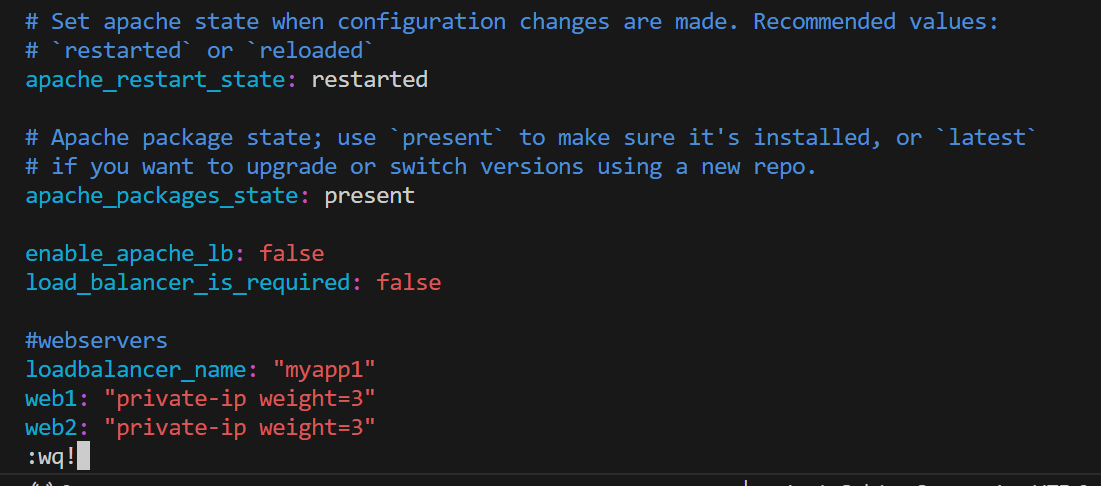 # Set apache state when configuration changes are made. Recommended values:
# `restarted` or `reloaded`
apache_restart_state: restarted
# Apache package state; use `present` to make sure it's installed, or `latest`
# if you want to upgrade or switch versions using a new repo.
apache_packages_state: present
enable_apache_lb: false
load_balancer_is_required: false
#webservers
loadbalancer_name: "myapp1"
web1: "private-ip weight=3"
web2: "private-ip weight=3"
:wq!